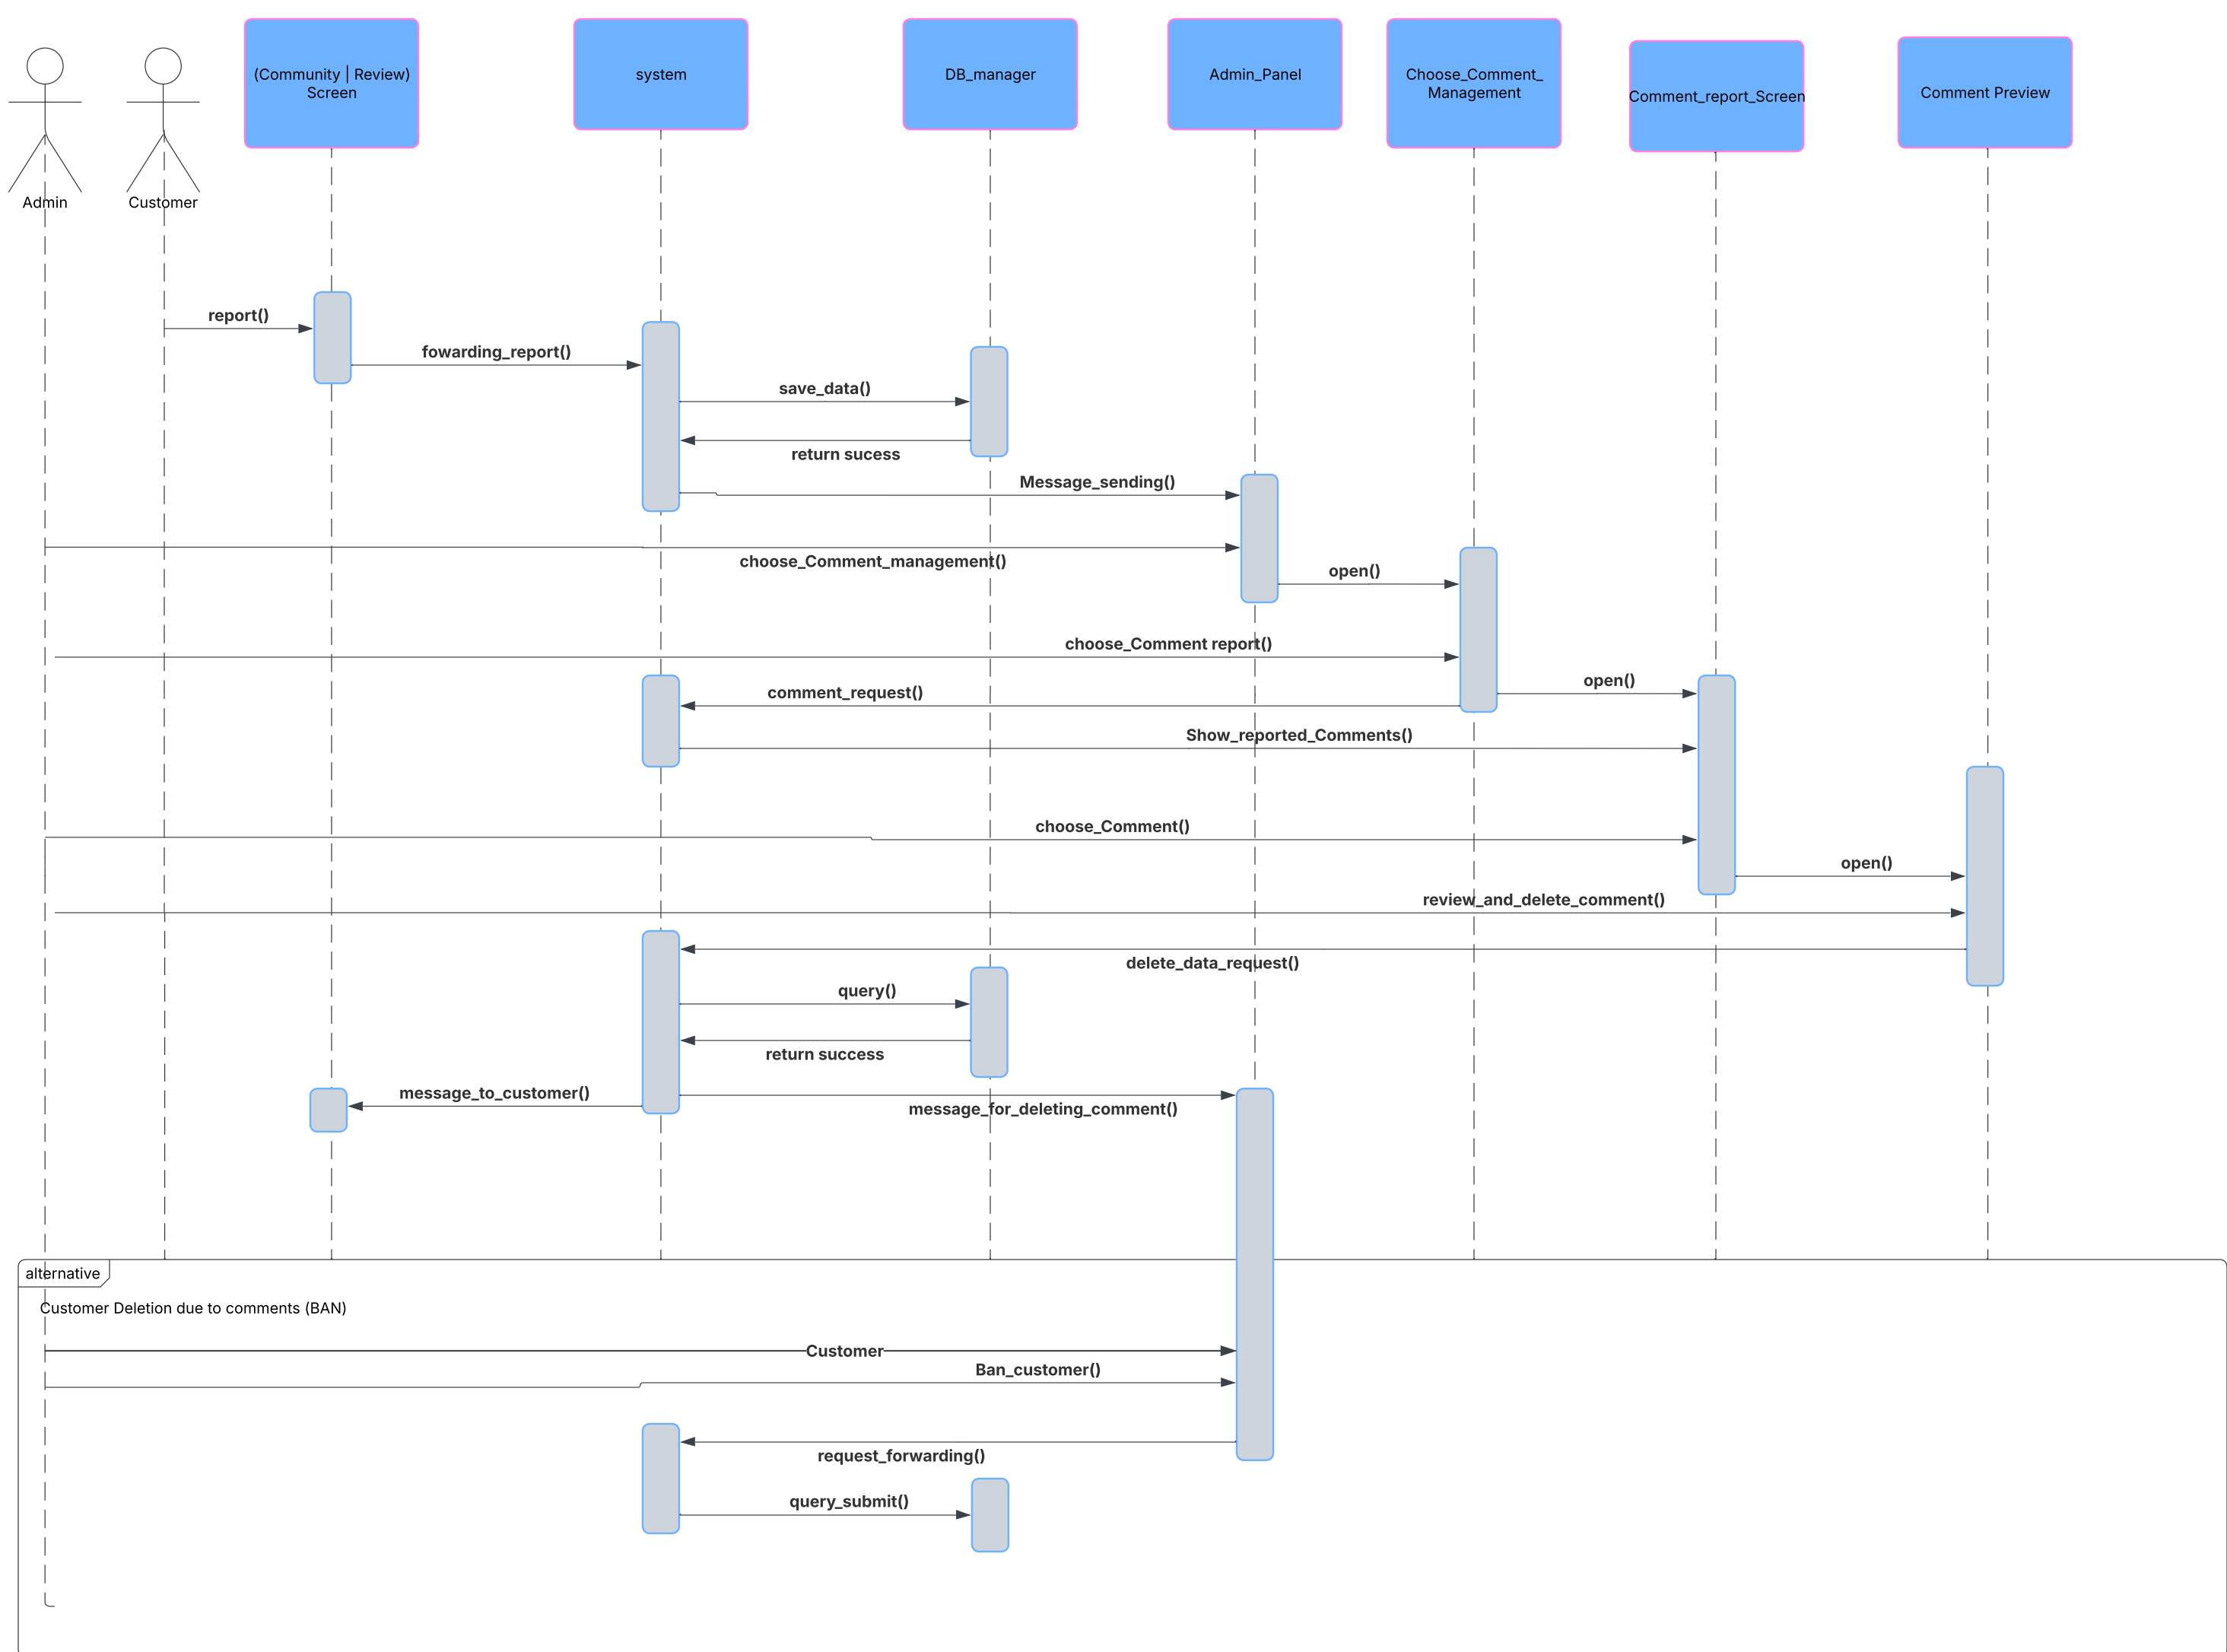 Admin
Customer
(Community | Review)
Screen
system
DB_manager
Admin_Panel
Choose_Comment_
Management
Comment_report_Screen
Comment Preview
report()
fowarding_report()
save_data()
return sucess
Message_sending()
choose_Comment_management()
open()
choose_Comment report()
open()
comment_request()
Show_reported_Comments()
choose_Comment()
open()
review_and_delete_comment()
delete_data_request()
query()
return success
message_to_customer()
message_for_deleting_comment()
alternative
Customer Deletion due to comments (BAN)
Customer
Ban_customer()
request_forwarding()
query_submit()